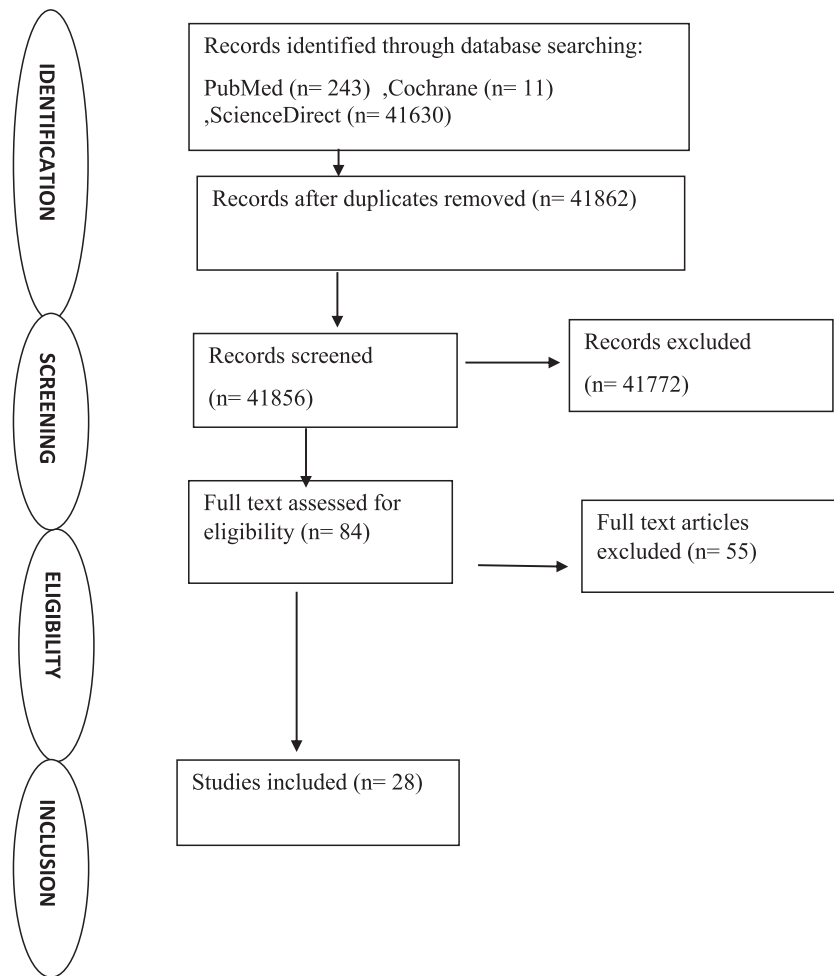 IDENTIFICATION
Records identified through database searching:
PubMed (n= 243) ,Cochrane (n= 11)
,ScienceDirect (n= 41630)
Records after duplicates removed (n= 41862)
SCREENING
Records screened
(n= 41856)
Records excluded
(n= 41772)
ELIGIBILITY
Full text assessed for
eligibility (n= 84)
Full text articles
excluded (n= 55)
INCLUSION
Studies included (n= 28)